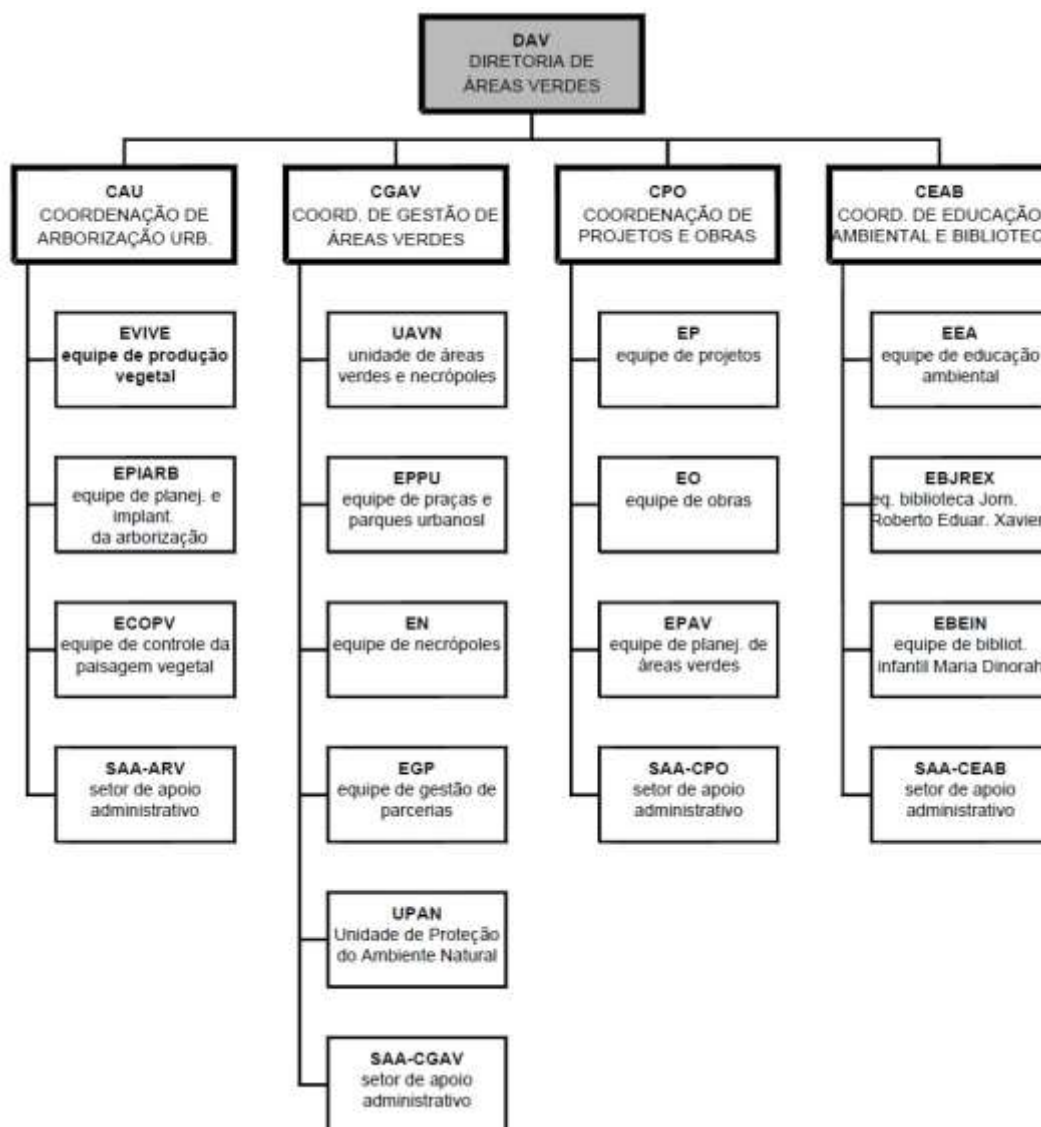 DAV
DIRETORIA DE
ÁREAS VERDES
CAU
COORDENAÇÃO DE
ARBORIZAÇÃO URB.
CGAV
COORD. DE GESTÃO DE
ÁREAS VERDES
CPO
COORDENAÇÃO DE
PROJETOS E OBRAS
CEAB
COORD. DE EDUCAÇÃO
AMBIENTAL E BIBLIOTEC
EVIVE
equipe de produção
vegetal
EPIARB
equipe de planej. e
implant.
da arborização
ECOPV
equipe de controle da
paisagem vegetal
SAA-ARV
setor de apoio
administrativo
UAVN
unidade de áreas
verdes e necrópoles
EPPU
equipe de praças e
parques urbanosl
EN
equipe de necrópoles
EGP
equipe de gestão de
parcerias
UPAN
Unidade de Proteção
do Ambiente Natural
SAA-CGAV
setor de apoio
administrativo
EP
equipe de projetos
EO
equipe de obras
EPAV
equipe de planej. de
áreas verdes
SAA-CPO
setor de apoio
administrativo
EEA
equipe de educação
ambiental
EBJREX
eq. biblioteca Jorn.
Roberto Eduar. Xavier
EBEIN
equipe de bibliot.
infantil Maria Dinorah
SAA-CEAB
setor de apoio
administrativo